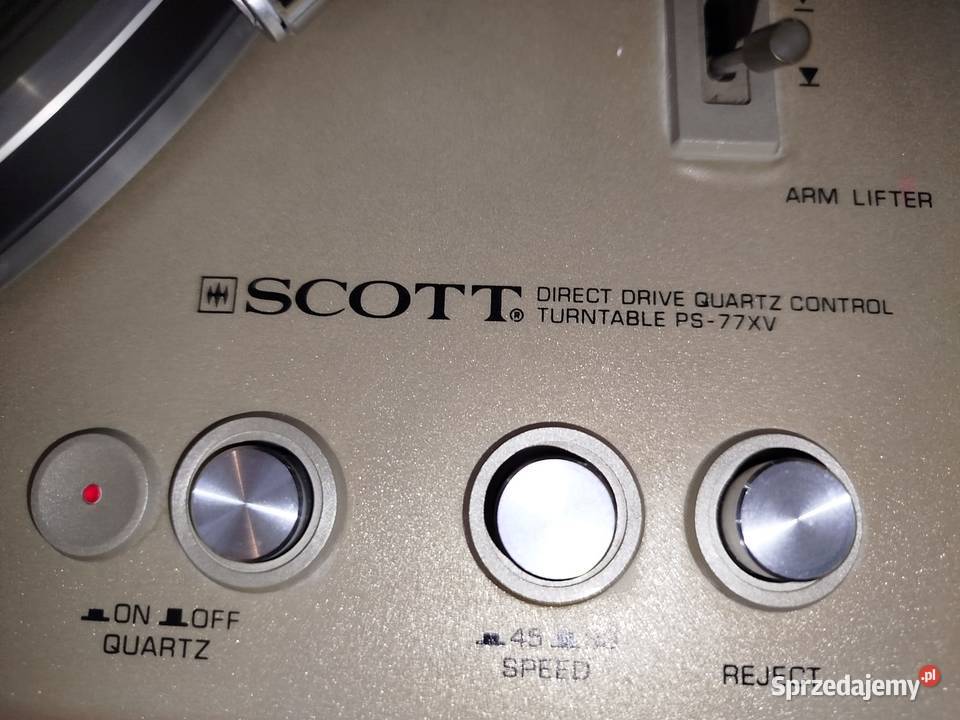 ARM LIFTER
SCOTT® DIRECT DRIVE QUARTZ CONTROL
TURNTABLE PS-77XV
ON OFF
QUARTZ
45
SPEED
REJECT
Sprzedajemy.pl